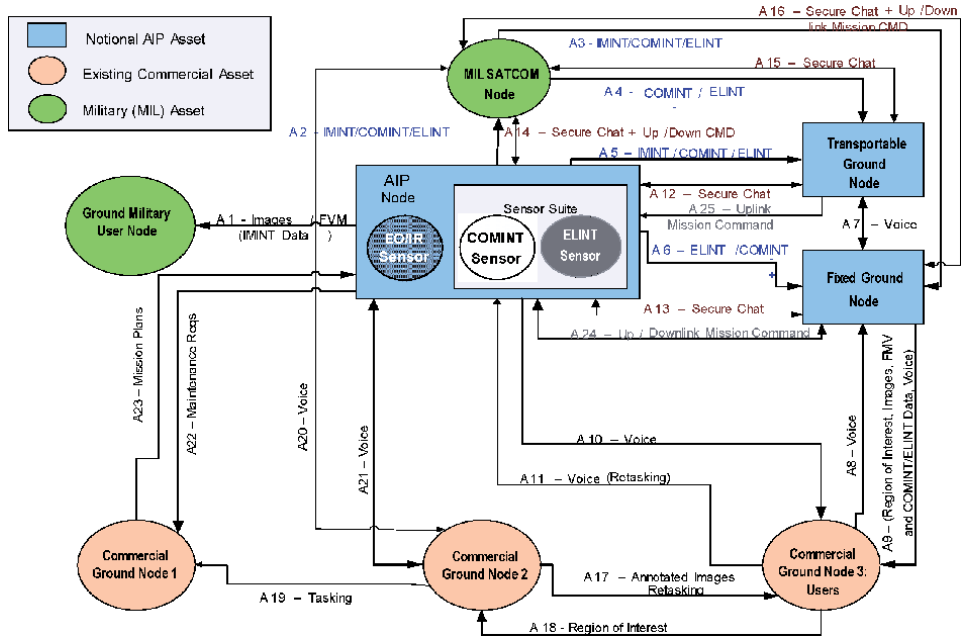 A 16 – Secure Chat + Up /Down
link Mission CMD
Notional AIP Asset
Existing Commercial Asset
Military (MIL) Asset
A3 – IMINT/COMINT/ELINT
MILSATCOM
Node
A 15 – Secure Chat
A 4 – COMINT / ELINT
A 2 – IMINT/COMINT/ELINT
A 14 – Secure Chat + Up /Down CMD
A 5 – IMINT / COMINT / ELINT
Transportable
Ground
Node
AIP
Node
Sensor Suite
A 12 – Secure Chat
A 25 – Uplink
Mission Command
A 7 – Voice
Ground Military
User Node
A 1 - Images / FVM
(IMINT Data )
EO/IR
Sensor
COMINT
Sensor
ELINT
Sensor
A 6 – ELINT /COMINT
Fixed Ground
Node
A 13 – Secure Chat
A 24 – Up / Downlink Mission Command
A23 – Mission Plans
A 22 – Maintenance Reqs
A20 – Voice
A21 – Voice
A 10 – Voice
A 11 – Voice (Retasking)
A8 – Voice
A9 – (Region of Interest, Images, FMV
and COMINT/ELINT Data, Voice)
Commercial
Ground Node 1
Commercial
Ground Node 2
Commercial
Ground Node 3:
Users
A 17 – Annotated Images
Retasking
A 19 – Tasking
A 18 - Region of Interest